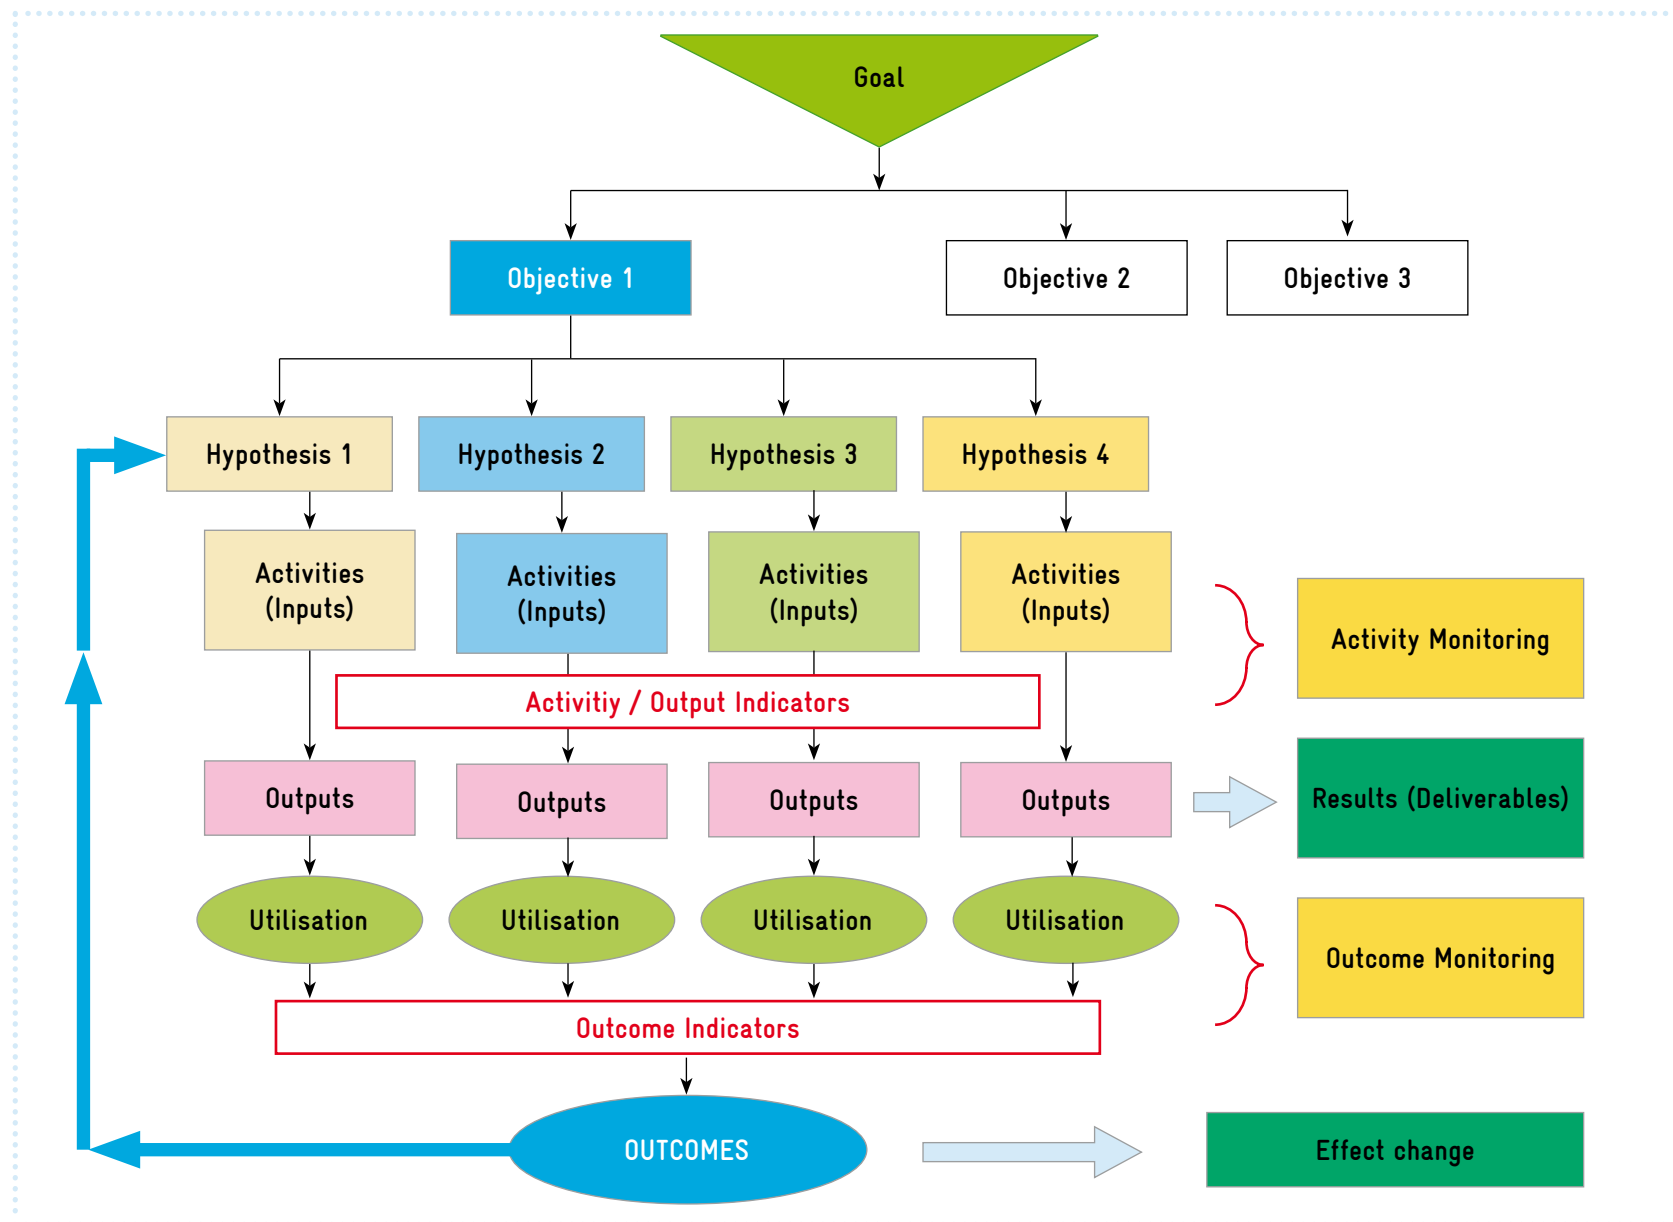 Goal
Objective 1
Objective 2
Objective 3
Hypothesis 1
Hypothesis 2
Hypothesis 3
Hypothesis 4
Activities
(Inputs)
Activities
(Inputs)
Activities
(Inputs)
Activities
(Inputs)
Activity Monitoring
Activitiy / Output Indicators
Outputs
Outputs
Outputs
Outputs
Results (Deliverables)
Utilisation
Utilisation
Utilisation
Utilisation
Outcome Monitoring
Outcome Indicators
OUTCOMES
Effect change